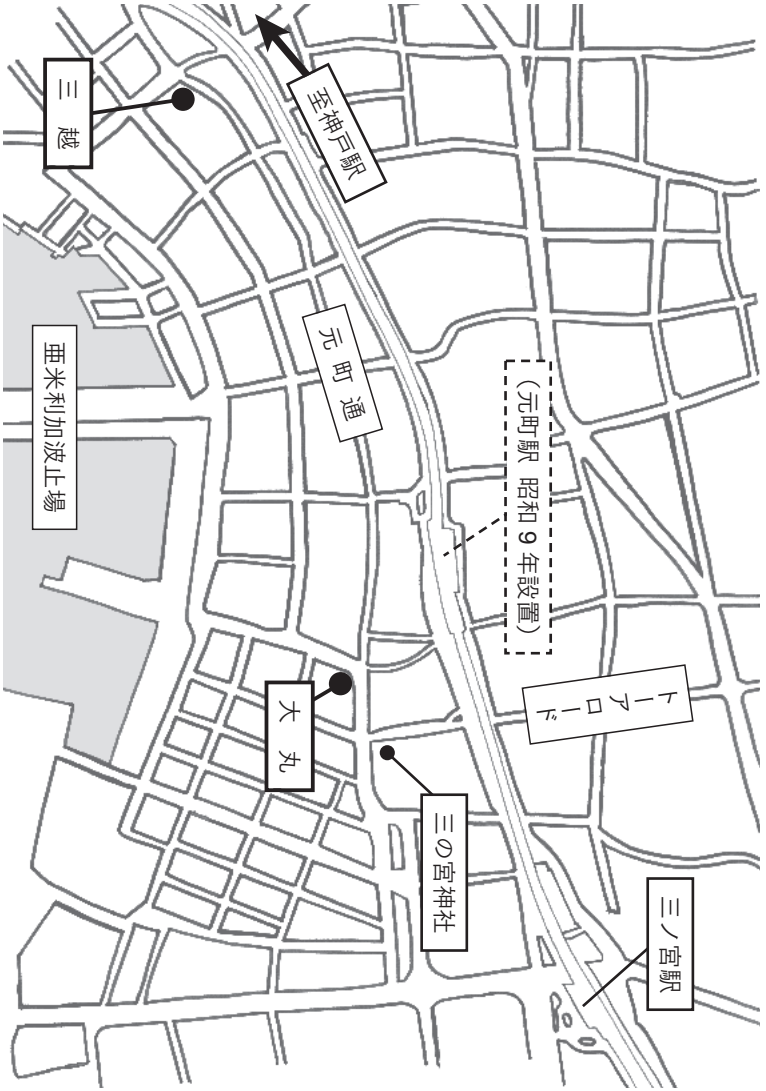 至神戸駅
三越
元町通
(元町駅 昭和9年設置)
亜米利加波止場
トーアロード
大丸
三の宮神社
三ノ宮駅